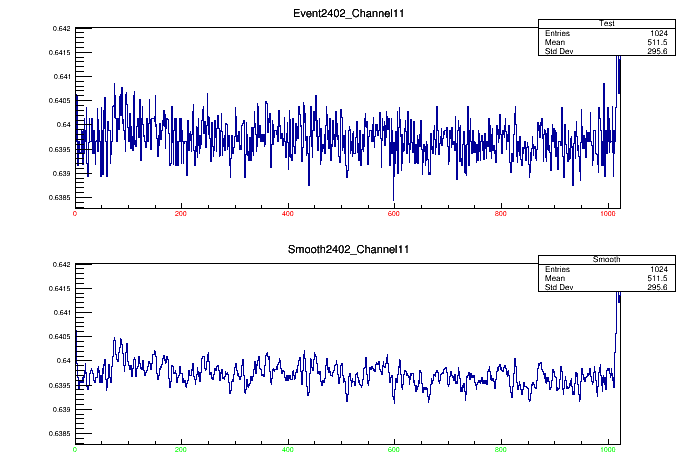 Event2402_Channel11
Test
Entries 1024
Mean 511.5
Std Dev 295.6
0.642
0.6415
0.641
0.6405
0.64
0.6395
0.639
0.6385
0 200 400 600 800 1000
Smooth2402_Channel11
Smooth
Entries 1024
Mean 511.5
Std Dev 295.6
0.642
0.6415
0.641
0.6405
0.64
0.6395
0.639
0.6385
0 200 400 600 800 1000